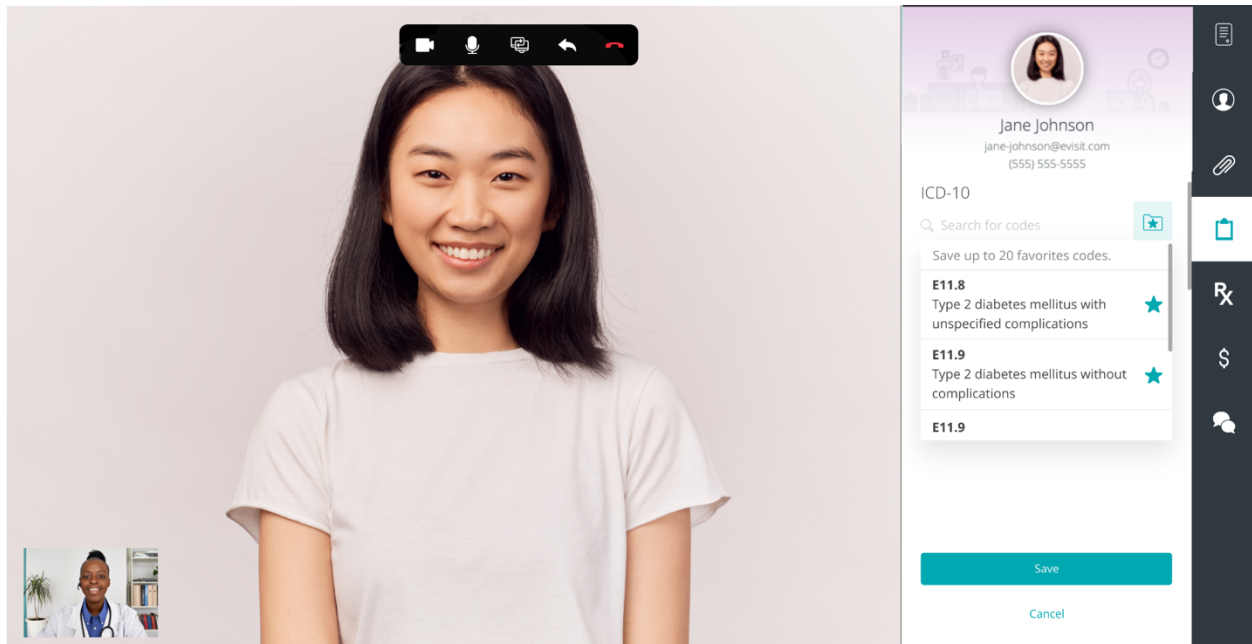 Jane Johnson
jane-johnson@evisit.com
(555) 555-5555
ICD-10
Search for codes
Save up to 20 favorites codes.
E11.8
Type 2 diabetes mellitus with
unspecified complications
E11.9
Type 2 diabetes mellitus without
complications
E11.9
Rx
$
Save
Cancel